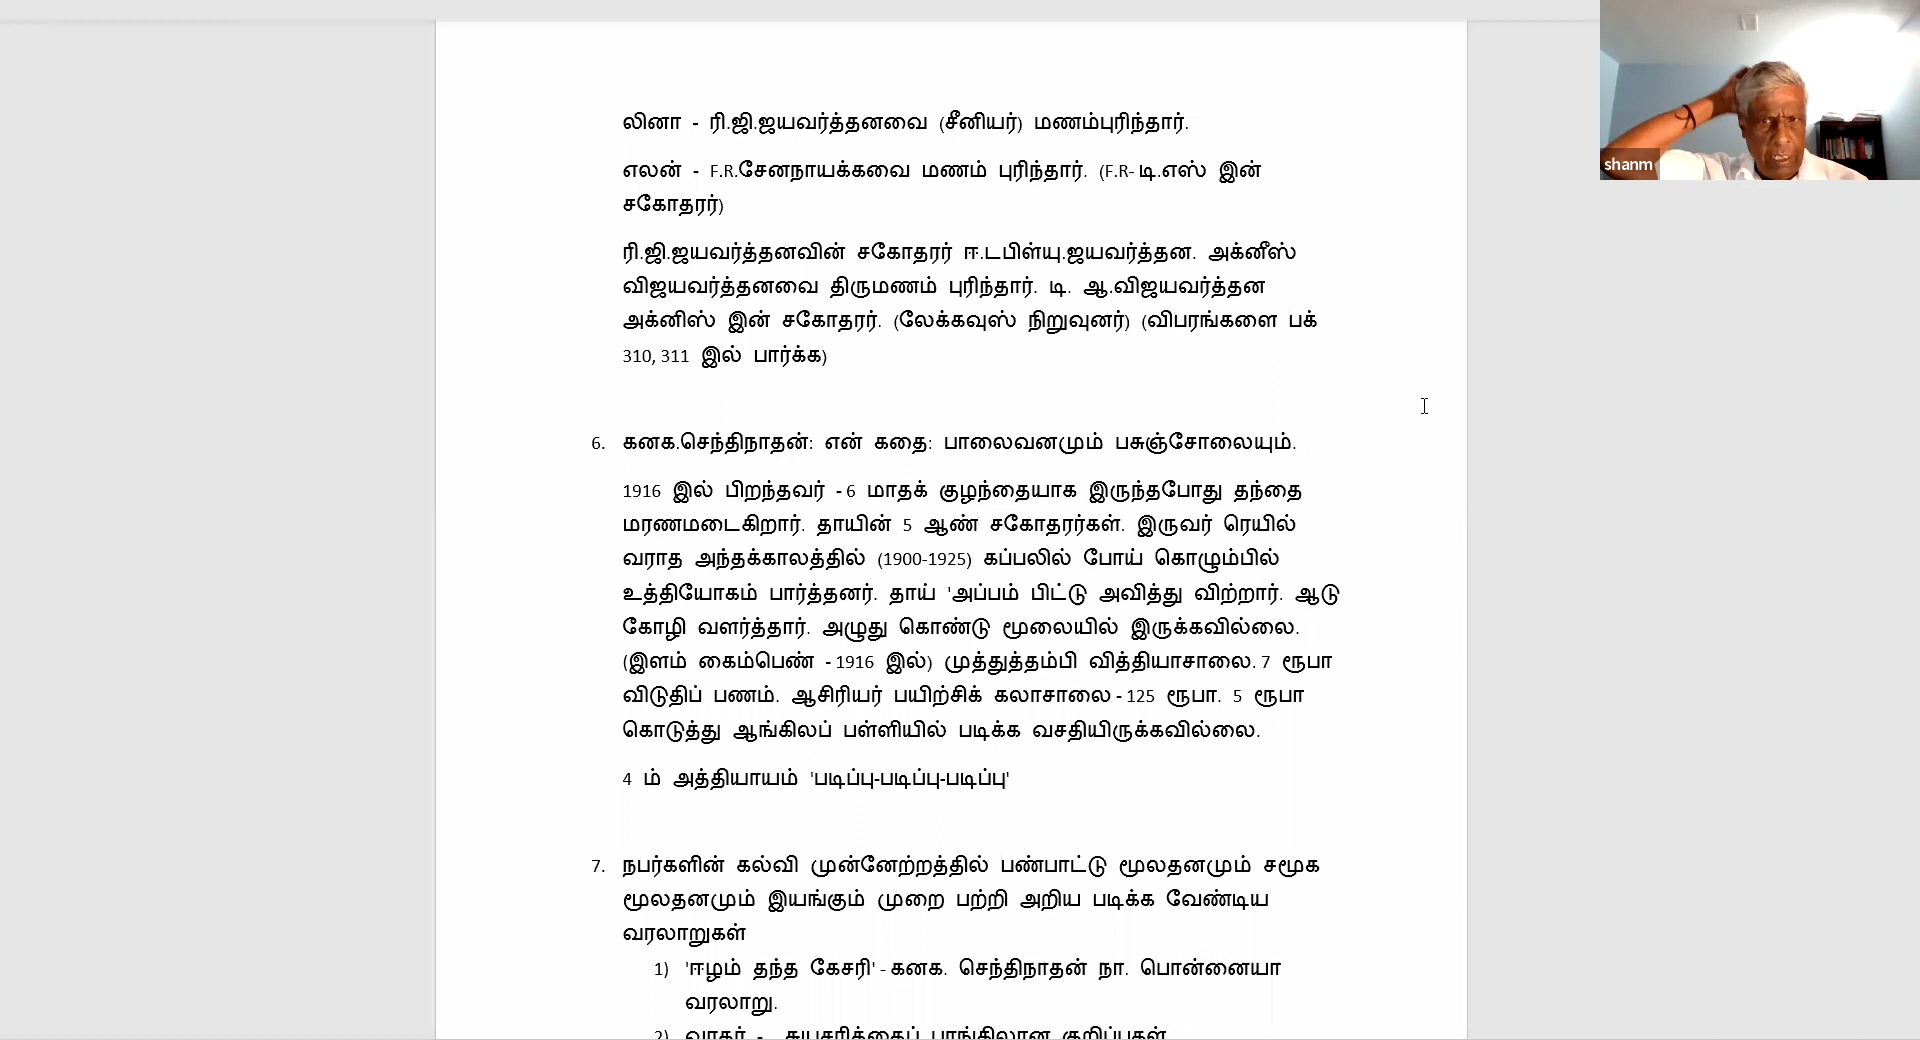 லினா - ரி.ஜி.ஜயவர்த்தனவை (சீனியர்) மணம்புரிந்தார்.
எலன் - F.R.சேனநாயக்கவை மணம் புரிந்தார். (F.R- டி.எஸ் இன்
சகோதரர்)
ரி.ஜி.ஜயவர்த்தனவின் சகோதரர் ஈ.டபிள்யு.ஜயவர்த்தன. அக்னீஸ்
விஜயவர்த்தனவை திருமணம் புரிந்தார். டி. ஆ.விஜயவர்த்தன
அக்னிஸ் இன் சகோதரர். (லேக்கவுஸ் நிறுவுனர்) (விபரங்களை பக்
310, 311 இல் பார்க்க)
6. கனக.செந்திநாதன்: என் கதை: பாலைவனமும் பசுஞ்சோலையும்.
1916 இல் பிறந்தவர் - 6 மாதக் குழந்தையாக இருந்தபோது தந்தை
மரணமடைகிறார். தாயின் 5 ஆண் சகோதரர்கள். இருவர் ரெயில்
வராத அந்தக்காலத்தில் (1900-1925) கப்பலில் போய் கொழும்பில்
உத்தியோகம் பார்த்தனர். தாய் 'அப்பம் பிட்டு அவித்து விற்றார். ஆடு
கோழி வளர்த்தார். அழுது கொண்டு மூலையில் இருக்கவில்லை.
(இளம் கைம்பெண் - 1916 இல்) முத்துத்தம்பி வித்தியாசாலை. 7 ரூபா
விடுதிப் பணம். ஆசிரியர் பயிற்சிக் கலாசாலை - 125 ரூபா. 5 ரூபா
கொடுத்து ஆங்கிலப் பள்ளியில் படிக்க வசதியிருக்கவில்லை.
4 ம் அத்தியாயம் 'படிப்பு-படிப்பு-படிப்பு'
7. நபர்களின் கல்வி முன்னேற்றத்தில் பண்பாட்டு மூலதனமும் சமூக
மூலதனமும் இயங்கும் முறை பற்றி அறிய படிக்க வேண்டிய
வரலாறுகள்
1) 'ஈழம் தந்த கேசரி' - கனக. செந்திநாதன் நா. பொன்னையா
வரலாறு.
2)
shanm